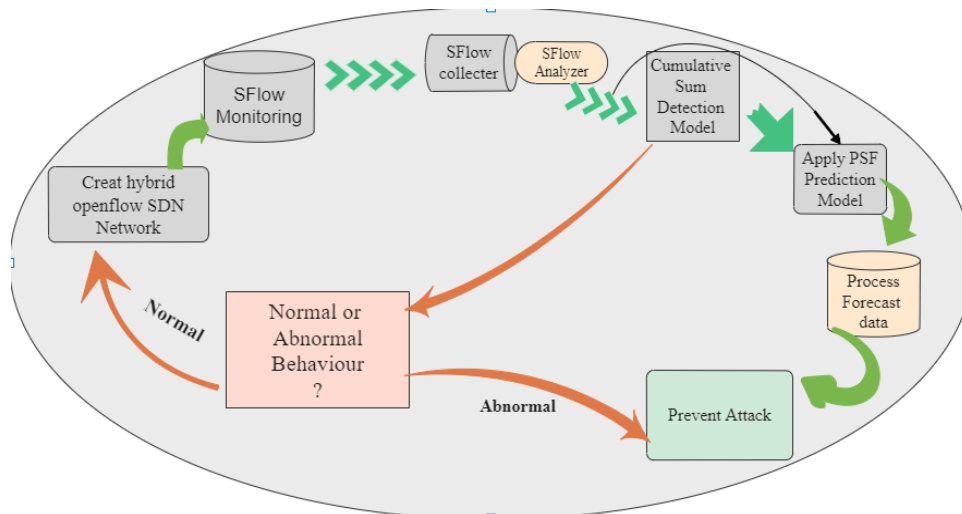 SFlow
Monitoring
SFlow
collecter
SFlow
Analyzer
Cumulative
Sum
Detection
Model
Apply PSF
Prediction
Model
Creat hybrid
openflow SDN
Network
Process
Forecast
data
Normal
Normal or
Abnormal
Behaviour
?
Abnormal
Prevent Attack